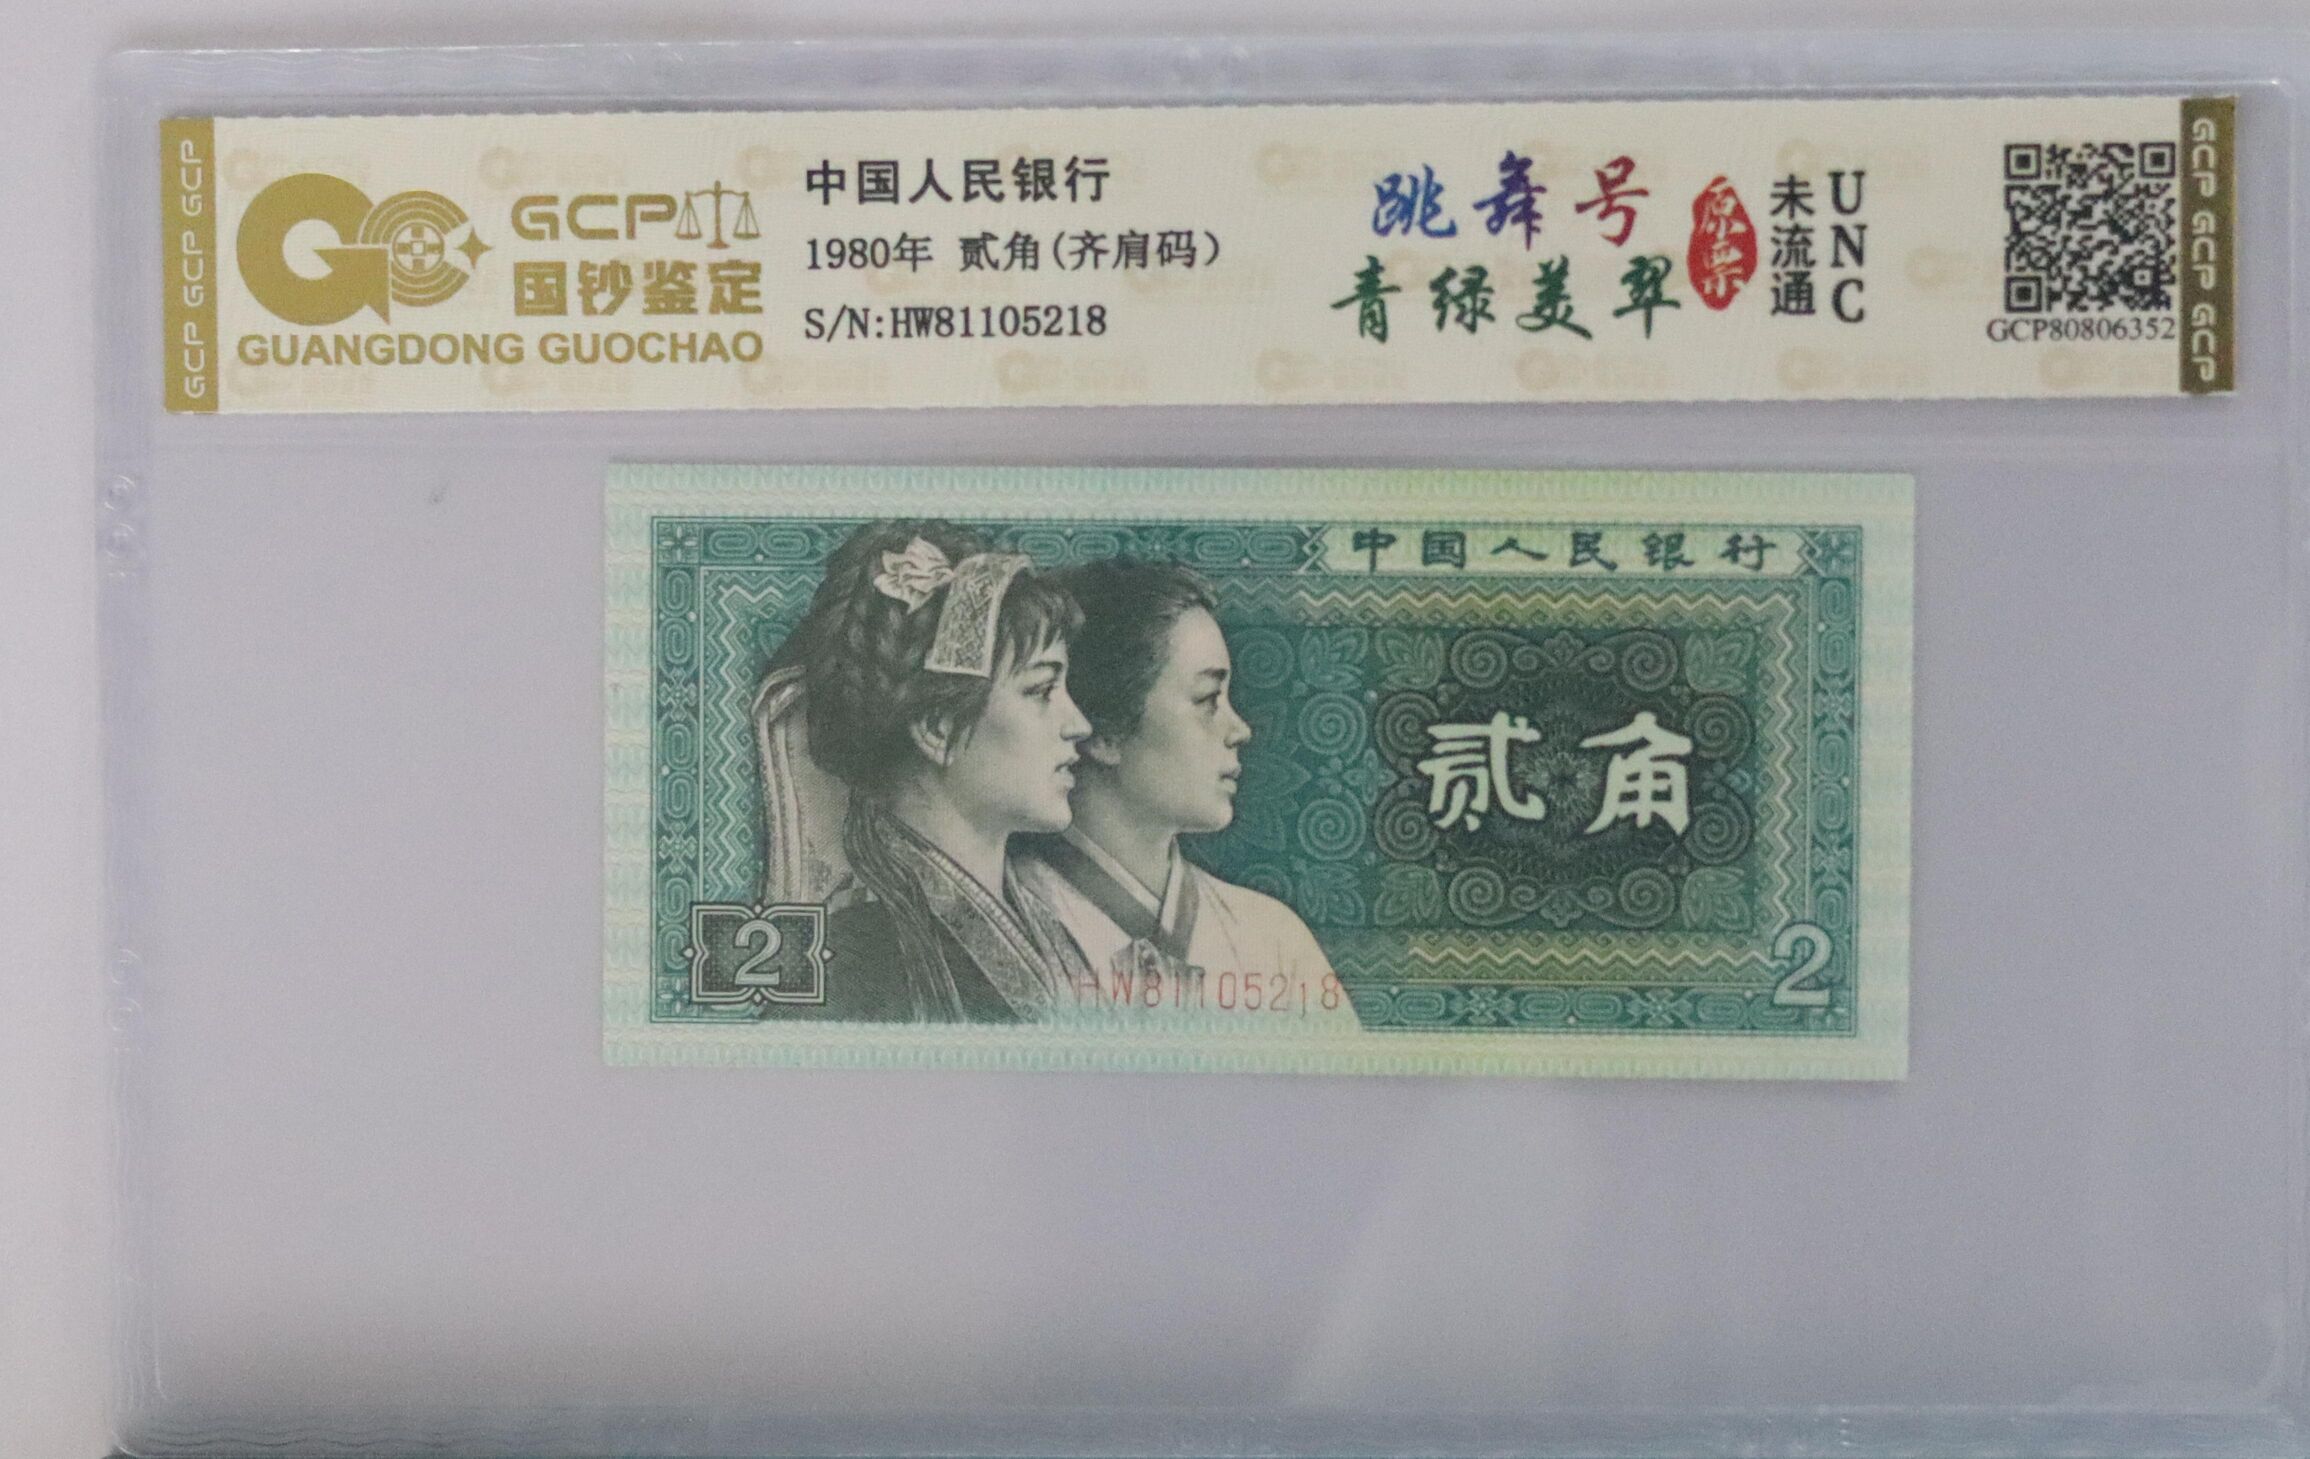 GCP GCP GCP
GCP
国钞鉴定
GUANGDONG GUOCHAO
中国人民银行
1980年 贰角(齐肩码)
S/N:HW81105218
跳舞号
青绿美翠
原票
未流通
UNC
GCP80806352
GCP GCP GCP
中国人民银行
贰角
2
HW81105218
2